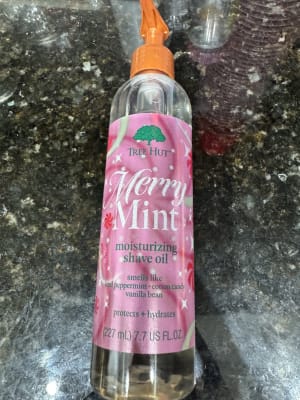 TREE HUT
Merry
Mint
moisturizing
shave oil
smells like
peppermint • cotton candy
vanilla bean
protects + hydrates
(227 mL) 7.7 US FL.OZ.